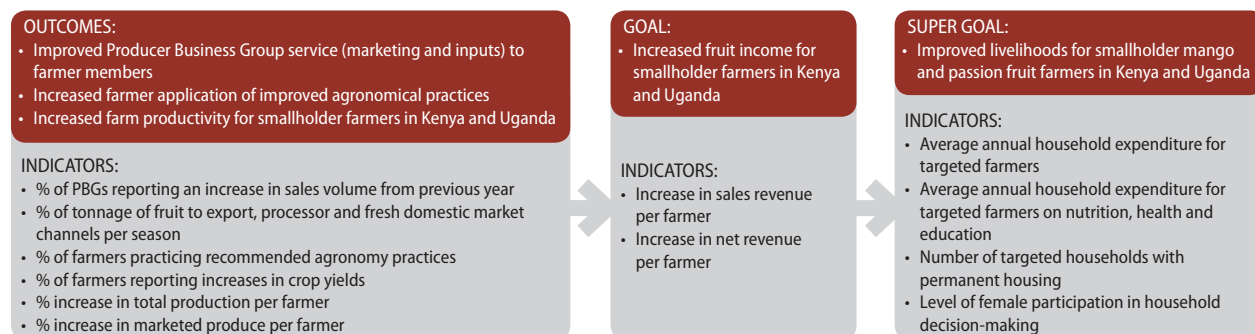 OUTCOMES:
• Improved Producer Business Group service (marketing and inputs) to
farmer members
• Increased farmer application of improved agronomical practices
• Increased farm productivity for smallholder farmers in Kenya and Uganda
INDICATORS:
• % of PBGs reporting an increase in sales volume from previous year
• % of tonnage of fruit to export, processor and fresh domestic market
channels per season
• % of farmers practicing recommended agronomy practices
• % of farmers reporting increases in crop yields
• % increase in total production per farmer
• % increase in marketed produce per farmer
GOAL:
• Increased fruit income for
smallholder farmers in Kenya
and Uganda
INDICATORS:
• Increase in sales revenue
per farmer
• Increase in net revenue
per farmer
SUPER GOAL:
• Improved livelihoods for smallholder mango
and passion fruit farmers in Kenya and Uganda
INDICATORS:
• Average annual household expenditure for
targeted farmers
• Average annual household expenditure for
targeted farmers on nutrition, health and
education
• Number of targeted households with
permanent housing
• Level of female participation in household
decision-making